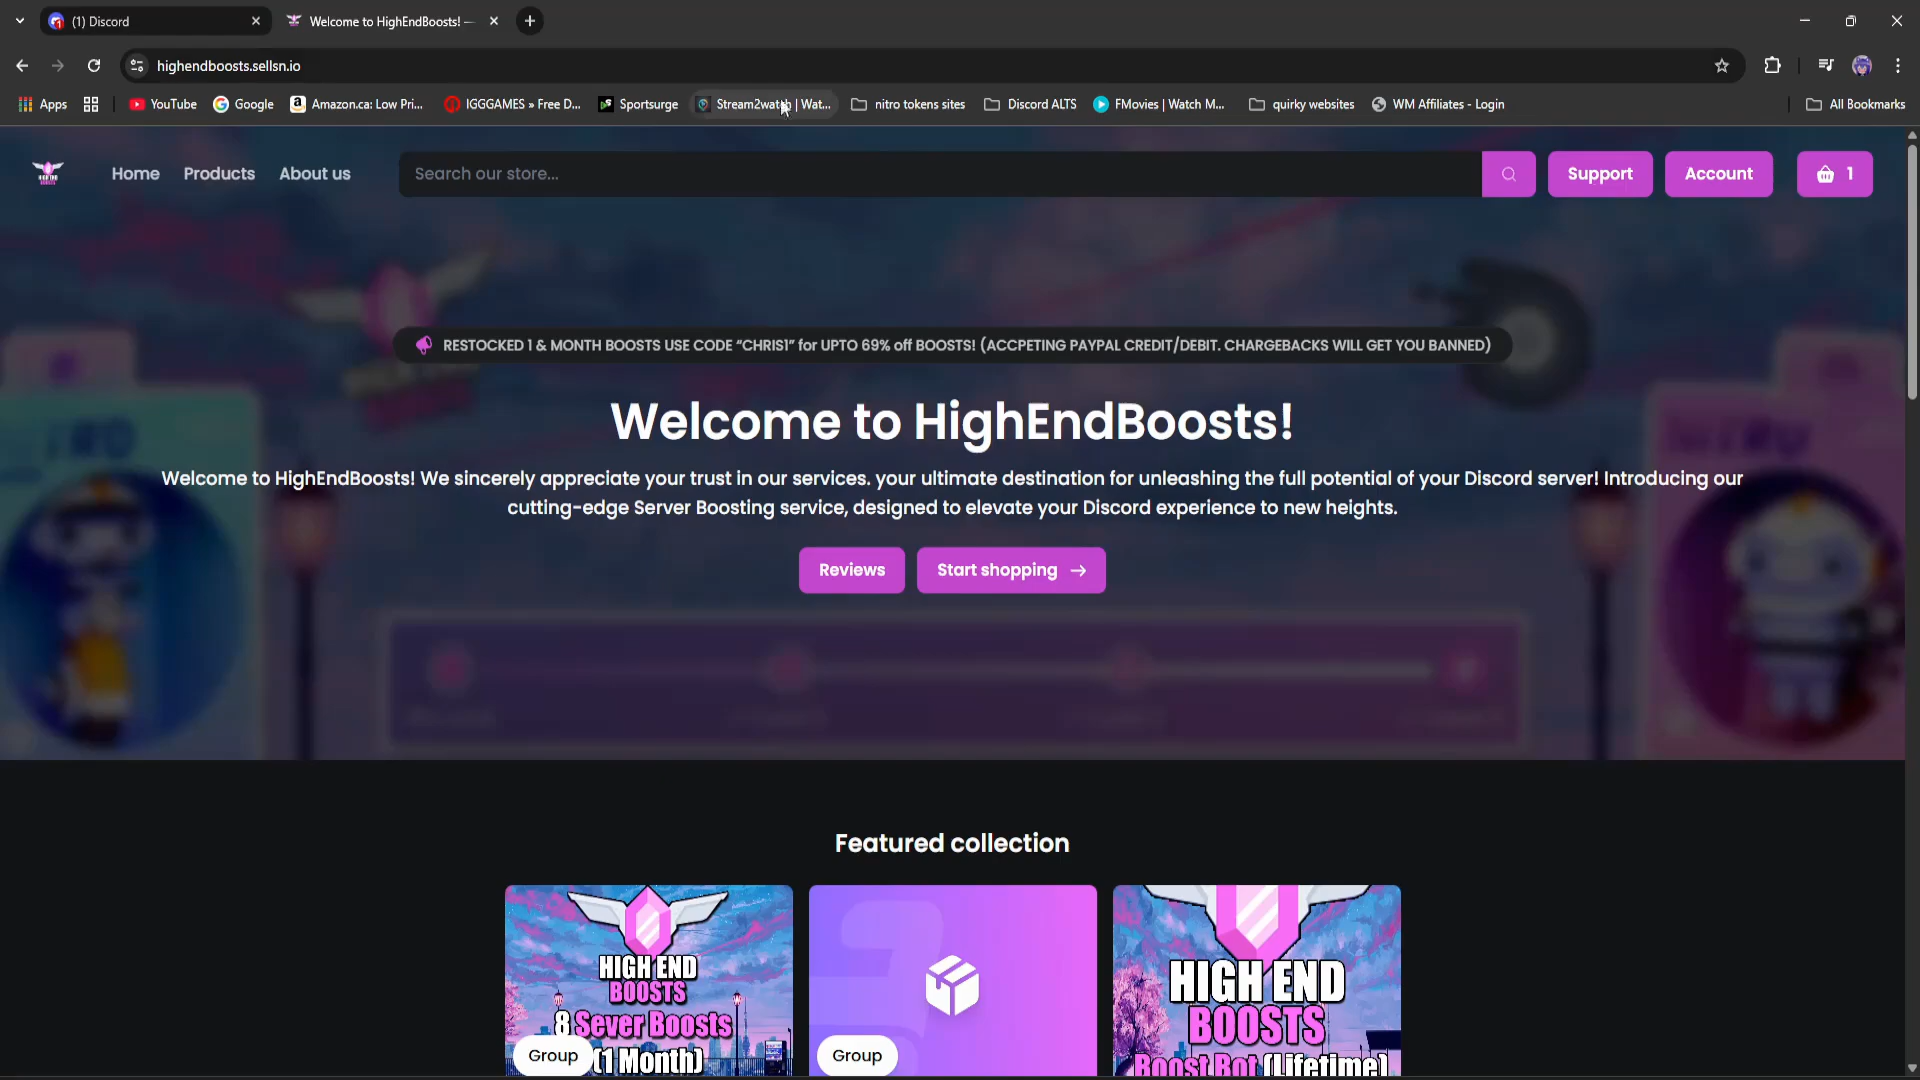 (1) Discord
Welcome to HighEndBoosts! —
highendboosts.sellsn.io
Apps
YouTube
Google
Amazon.ca: Low Pri...
IGGGAMES » Free D...
Sportsurge
Stream2watch | Wat...
nitro tokens sites
Discord ALTS
FMovies | Watch M...
quirky websites
WM Affiliates - Login
All Bookmarks
Home
Products
About us
Search our store...
Support
Account
1
RESTOCKED 1 & MONTH BOOSTS USE CODE “CHRIS1” for UPTO 69% off BOOSTS! (ACCPETING PAYPAL CREDIT/DEBIT. CHARGEBACKS WILL GET YOU BANNED)
Welcome to HighEndBoosts!
Welcome to HighEndBoosts! We sincerely appreciate your trust in our services. your ultimate destination for unleashing the full potential of your Discord server! Introducing our
cutting-edge Server Boosting service, designed to elevate your Discord experience to new heights.
Reviews
Start shopping →
Featured collection
HIGH END
BOOSTS
8 Sever Boosts
(1 Month)
Group
Group
HIGH END
BOOSTS
Boost Bot (Lifetime)